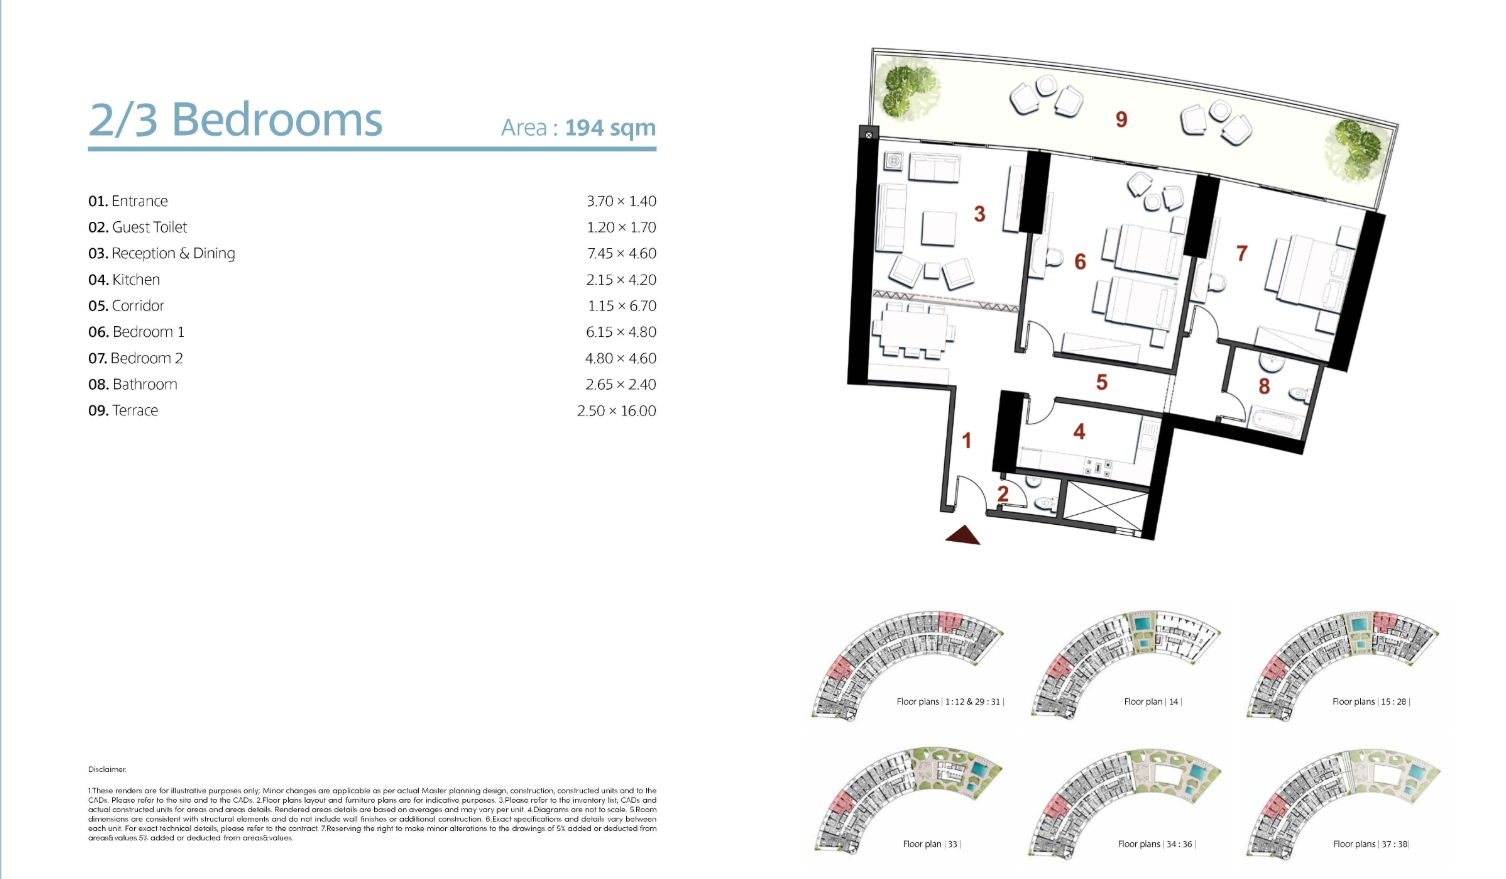 2/3 Bedrooms
Area : 194 sqm
01. Entrance 3.70 × 1.40
02. Guest Toilet 1.20 × 1.70
03. Reception & Dining 7.45 × 4.60
04. Kitchen 2.15 × 4.20
05. Corridor 1.15 × 6.70
06. Bedroom 1 6.15 × 4.80
07. Bedroom 2 4.80 × 4.60
08. Bathroom 2.65 × 2.40
09. Terrace 2.50 × 16.00
Disclaimer:
1.These renders are for illustrative purposes only; Minor changes are applicable as per actual Master planning design, construction, constructed units and to the
CADs. Please refer to the site and to the CADs. 2.Floor plans layout and furniture plans are for indicative purposes. 3.Please refer to the inventory list, CADs and
actual constructed units for areas and areas details. Rendered areas details are based on averages and may vary per unit. 4.Diagrams are not to scale. 5.Room
dimensions are consistent with structural elements and do not include wall finishes or additional construction. 6.Exact specifications and details vary between
each unit. For exact technical details, please refer to the contract. 7.Reserving the right to make minor alterations to the drawings of 5% added or deducted from
areas&values.5% added or deducted from areas&values.
9
3
6
7
5
8
4
1
2
Floor plans | 1 : 12 & 29 : 31 |
Floor plan | 14 |
Floor plans | 15 : 28 |
Floor plan | 33 |
Floor plans | 34 : 36 |
Floor plans | 37 : 38|